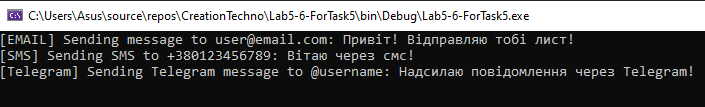 C:\Users\Asus\source\repos\CreationTechno\Lab5-6-ForTask5\bin\Debug\Lab5-6-ForTask5.exe
[EMAIL] Sending message to user@email.com: Привіт! Відправляю тобі лист!
[SMS] Sending SMS to +380123456789: Вітаю через смс!
[Telegram] Sending Telegram message to @username: Надсилаю повідомлення через Telegram!